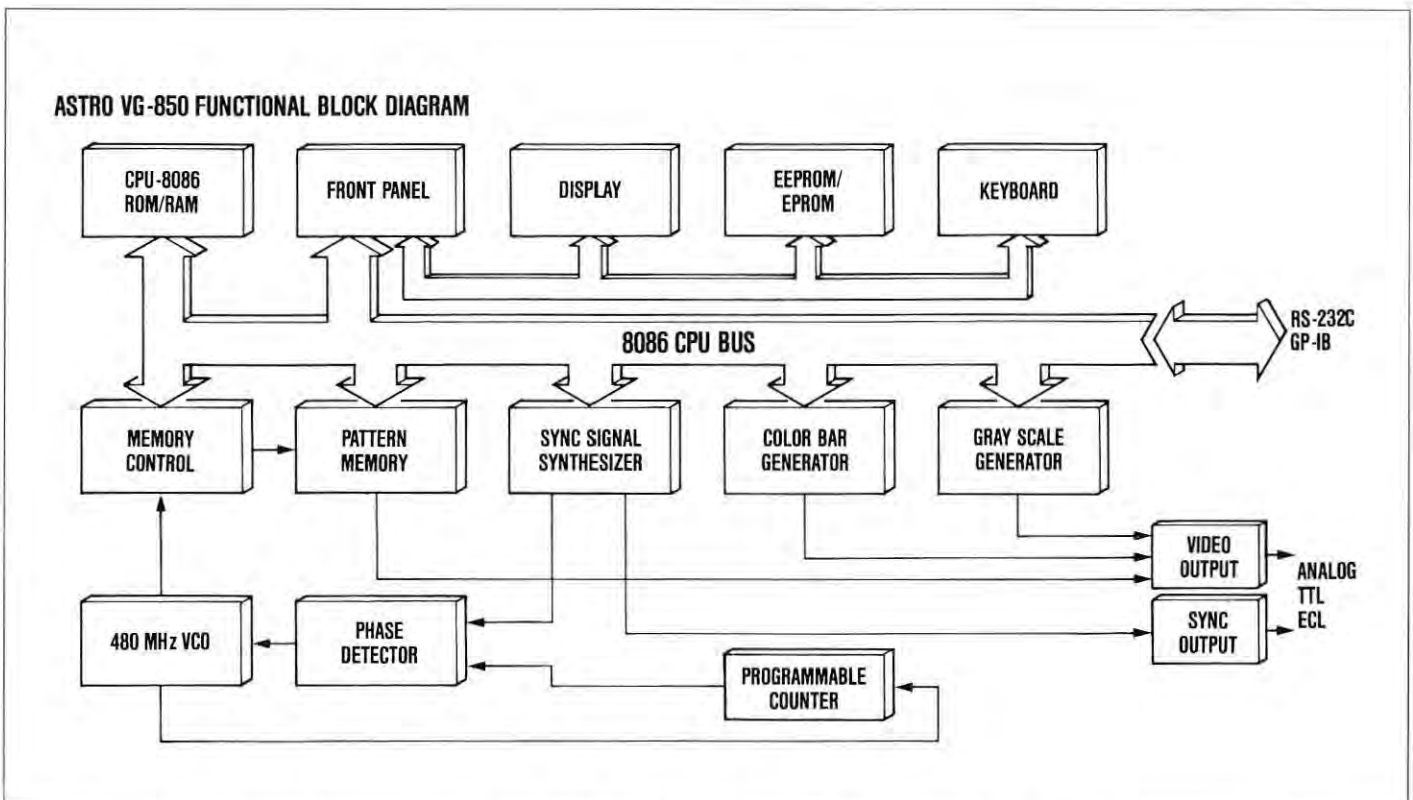 ASTRO VG-850 FUNCTIONAL BLOCK DIAGRAM
CPU-8086
ROM/RAM
FRONT PANEL
DISPLAY
EEPROM/
EPROM
KEYBOARD
8086 CPU BUS
RS-232C
GP-IB
MEMORY
CONTROL
PATTERN
MEMORY
SYNC SIGNAL
SYNTHESIZER
COLOR BAR
GENERATOR
GRAY SCALE
GENERATOR
VIDEO
OUTPUT
ANALOG
TTL
ECL
SYNC
OUTPUT
480 MHz VCO
PHASE
DETECTOR
PROGRAMMABLE
COUNTER